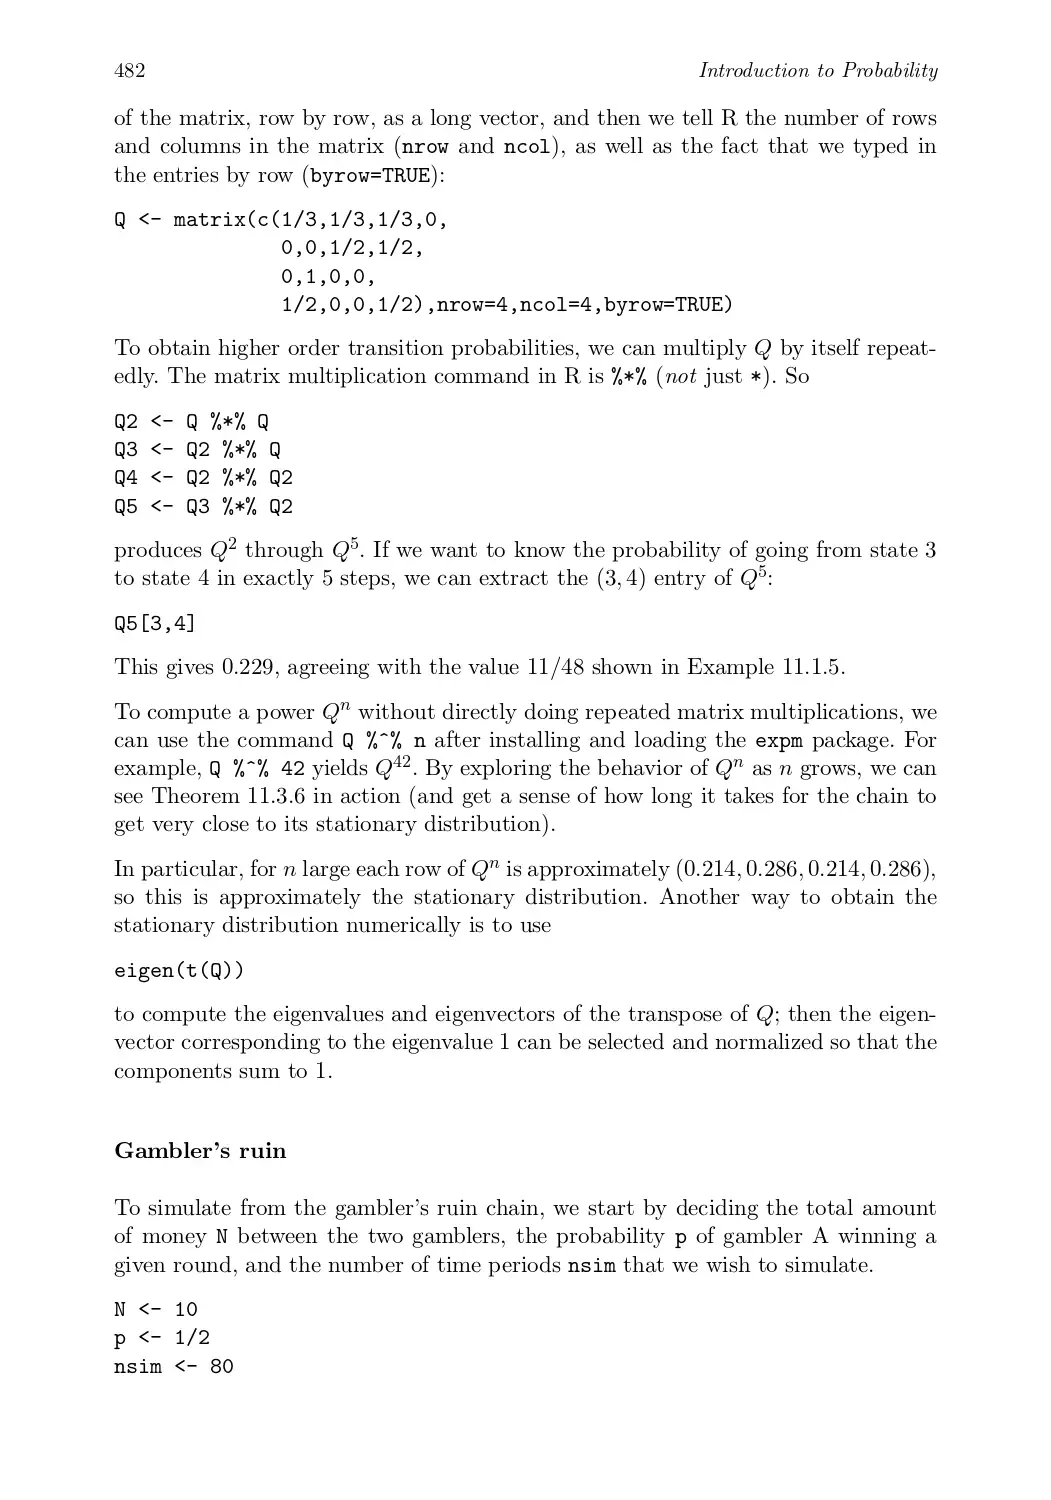 482 Introduction to Probability
of the matrix, row by row, as a long vector, and then we tell R the number of rows
and columns in the matrix (nrow and ncol), as well as the fact that we typed in
the entries by row (byrow=TRUE):
Q <- matrix(c(1/3,1/3,1/3,0,
0,0,1/2,1/2,
0,1,0,0,
1/2,0,0,1/2),nrow=4,ncol=4,byrow=TRUE)
To obtain higher order transition probabilities, we can multiply Q by itself repeat-
edly. The matrix multiplication command in R is %*% (not just *). So
Q2 <- Q %*% Q
Q3 <- Q2 %*% Q
Q4 <- Q2 %*% Q2
Q5 <- Q3 %*% Q2
produces Q² through Q⁵. If we want to know the probability of going from state 3
to state 4 in exactly 5 steps, we can extract the (3, 4) entry of Q⁵:
Q5[3,4]
This gives 0.229, agreeing with the value 11/48 shown in Example 11.1.5.
To compute a power Qⁿ without directly doing repeated matrix multiplications, we
can use the command Q %^% n after installing and loading the expm package. For
example, Q %^% 42 yields Q⁴². By exploring the behavior of Qⁿ as n grows, we can
see Theorem 11.3.6 in action (and get a sense of how long it takes for the chain to
get very close to its stationary distribution).
In particular, for n large each row of Qⁿ is approximately (0.214, 0.286, 0.214, 0.286),
so this is approximately the stationary distribution. Another way to obtain the
stationary distribution numerically is to use
eigen(t(Q))
to compute the eigenvalues and eigenvectors of the transpose of Q; then the eigen-
vector corresponding to the eigenvalue 1 can be selected and normalized so that the
components sum to 1.
Gambler's ruin
To simulate from the gambler's ruin chain, we start by deciding the total amount
of money N between the two gamblers, the probability p of gambler A winning a
given round, and the number of time periods nsim that we wish to simulate.
N <- 10
p <- 1/2
nsim <- 80